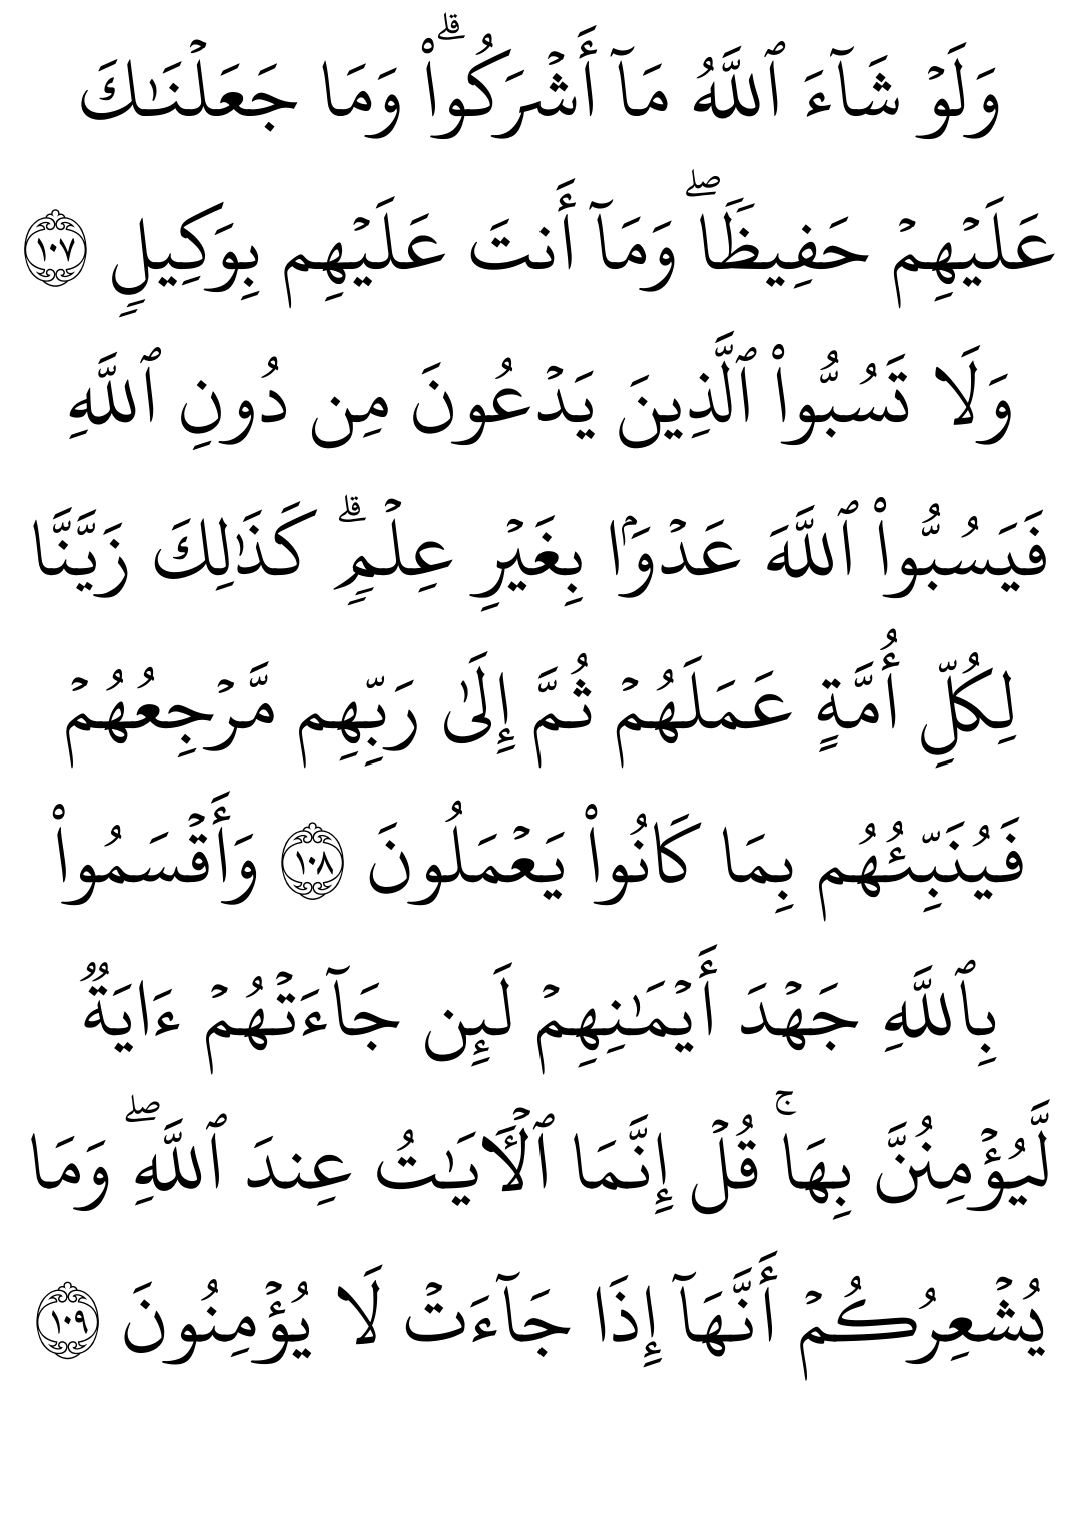 وَلَوۡ شَآءَ ٱللَّهُ مَآ أَشۡرَكُواْۗ وَمَا جَعَلۡنَـٰكَ
عَلَيۡهِمۡ حَفِيظٗاۖ وَمَآ أَنتَ عَلَيۡهِم بِوَكِيلٖ ١٠٧
وَلَا تَسُبُّواْ ٱلَّذِينَ يَدۡعُونَ مِن دُونِ ٱللَّهِ
فَيَسُبُّواْ ٱللَّهَ عَدۡوَۢا بِغَيۡرِ عِلۡمٖۗ كَذَٰلِكَ زَيَّنَّا
لِكُلِّ أُمَّةٍ عَمَلَهُمۡ ثُمَّ إِلَىٰ رَبِّهِم مَّرۡجِعُهُمۡ
فَيُنَبِّئُهُم بِمَا كَانُواْ يَعۡمَلُونَ ١٠٨ وَأَقۡسَمُواْ
بِٱللَّهِ جَهۡدَ أَيۡمَٰنِهِمۡ لَئِن جَآءَتۡهُمۡ ءَايَةٞ
لَّيُؤۡمِنُنَّ بِهَاۚ قُلۡ إِنَّمَا ٱلۡأٓيَٰتُ عِندَ ٱللَّهِۖ وَمَا
يُشۡعِرُكُمۡ أَنَّهَآ إِذَا جَآءَتۡ لَا يُؤۡمِنُونَ ١٠٩